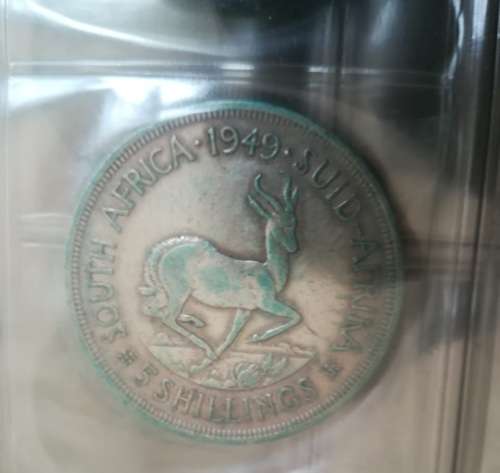 SOUTH AFRICA · 1949 · SUID-AFRIKA
5 SHILLINGS